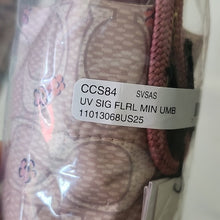 CCS84 SVSAS
UV SIG FLRL MIN UMB
11013068US25